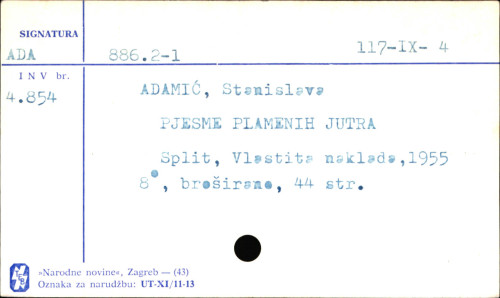 SIGNATURA
ADA 886.2-1 117-IX- 4
INV br.
4.854
ADAMIĆ, Stanislava
PJESME PLAMENIH JUTRA
Split, Vlastita naklada,1955
8°, broširano, 44 str.
»Narodne novine«, Zagreb — (43)
Oznaka za narudžbu: UT-XI/11-13